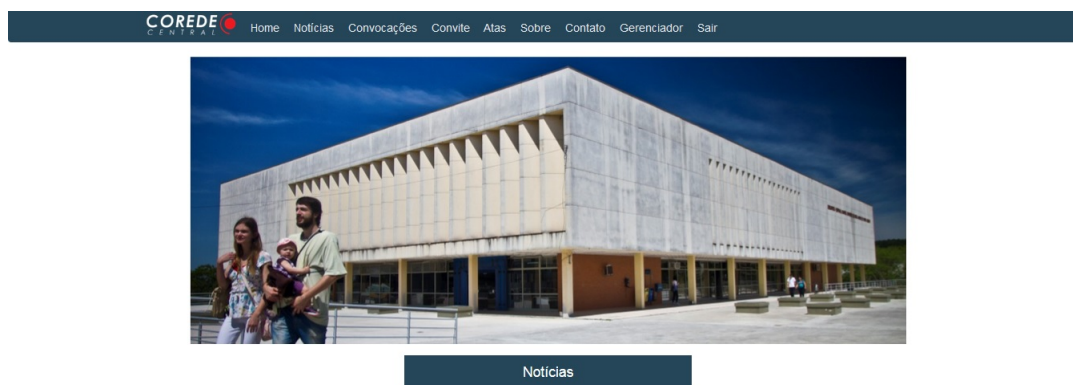 COREDE
CENTRAL
Home Notícias Convocações Convite Atas Sobre Contato Gerenciador Sair
Notícias